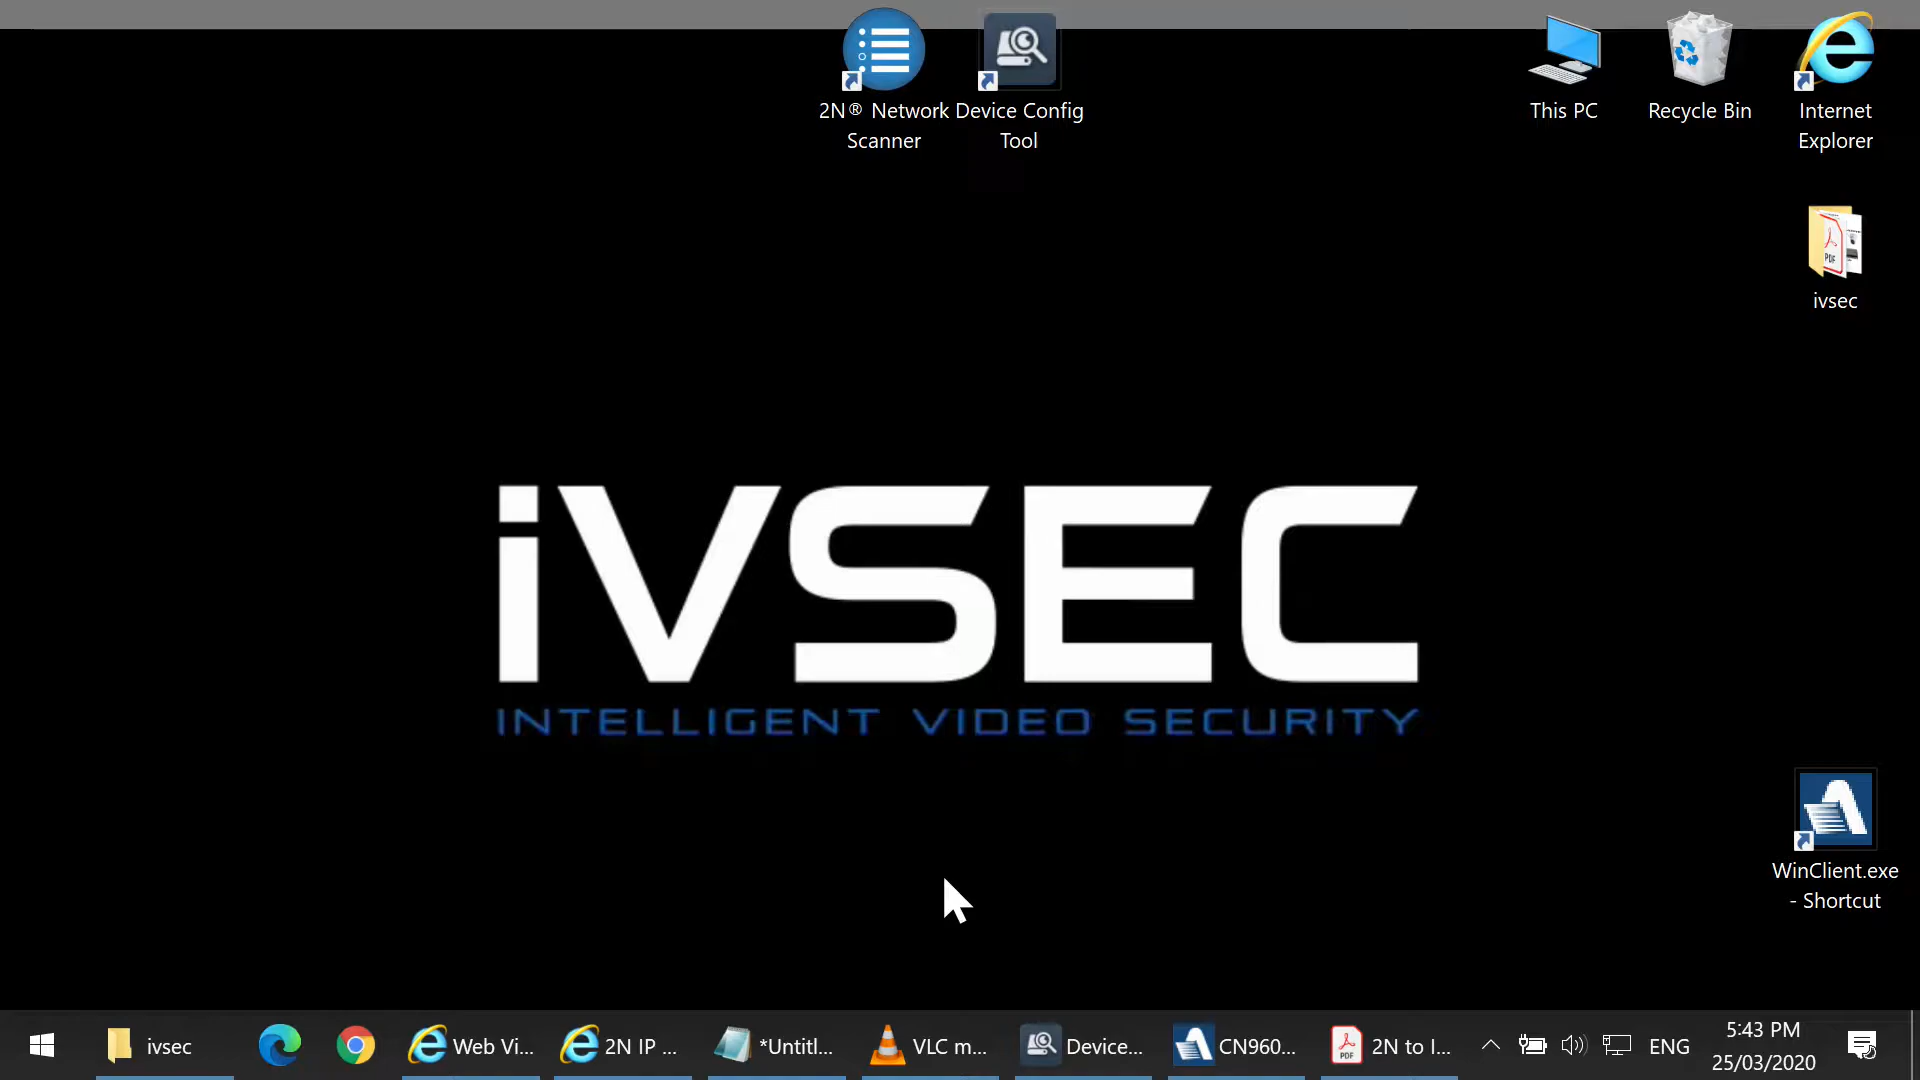 2N® Network
Scanner
Device Config
Tool
This PC
Recycle Bin
Internet
Explorer
PDF
ivsec
iVSEC
INTELLIGENT VIDEO SECURITY
WinClient.exe
- Shortcut
ivsec
Web Vi...
2N IP ...
*Untitl...
VLC m...
Device...
CN960...
PDF
2N to I...
ENG
5:43 PM
25/03/2020